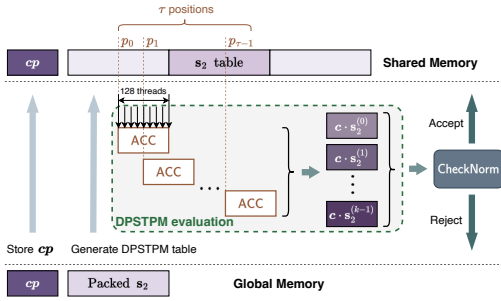 τ positions
p₀ p₁ p_{τ−1}
cp s₂ table Shared Memory
128 threads
ACC
ACC
ACC
...
DPSTPM evaluation
c · s₂^{(0)}
c · s₂^{(1)}
c · s₂^{(k−1)}
Accept
CheckNorm
Reject
Store cp Generate DPSTPM table
cp Packed s₂ Global Memory